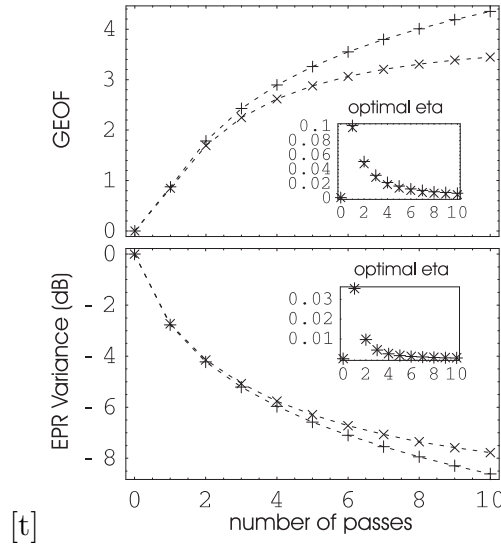 4
3
2
1
0
GEOF
optimal eta
0.1
0.08
0.06
0.04
0.02
0
0 2 4 6 8 10
0
- 2
- 4
- 6
- 8
EPR Variance (dB)
optimal eta
0.03
0.02
0.01
0 2 4 6 8 10
0 2 4 6 8 10
number of passes
[t]